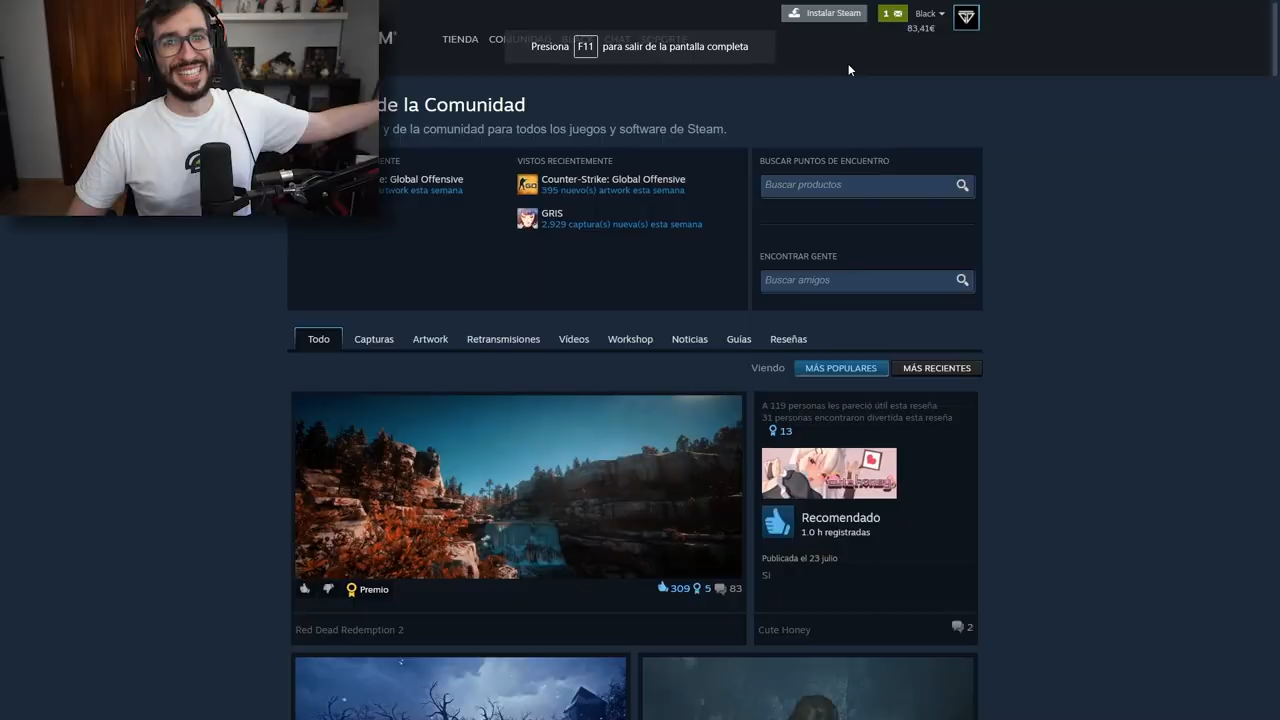 Instalar Steam
1
Black
83,41€
M
TIENDA
Presiona F11 para salir de la pantalla completa
de la Comunidad
y de la comunidad para todos los juegos y software de Steam.
ENTE
e: Global Offensive
artwork esta semana
VISTOS RECIENTEMENTE
Counter-Strike: Global Offensive
395 nuevo(s) artwork esta semana
GRIS
2,929 captura(s) nueva(s) esta semana
BUSCAR PUNTOS DE ENCUENTRO
Buscar productos
ENCONTRAR GENTE
Buscar amigos
Todo Capturas Artwork Retransmisiones Vídeos Workshop Noticias Guías Reseñas
Viendo MÁS POPULARES MÁS RECIENTES
Premio
309 5 83
Red Dead Redemption 2
A 119 personas les pareció útil esta reseña
31 personas encontraron divertida esta reseña
13
Recomendado
1.0 h registradas
Publicada el 23 julio
Si
Cute Honey
2